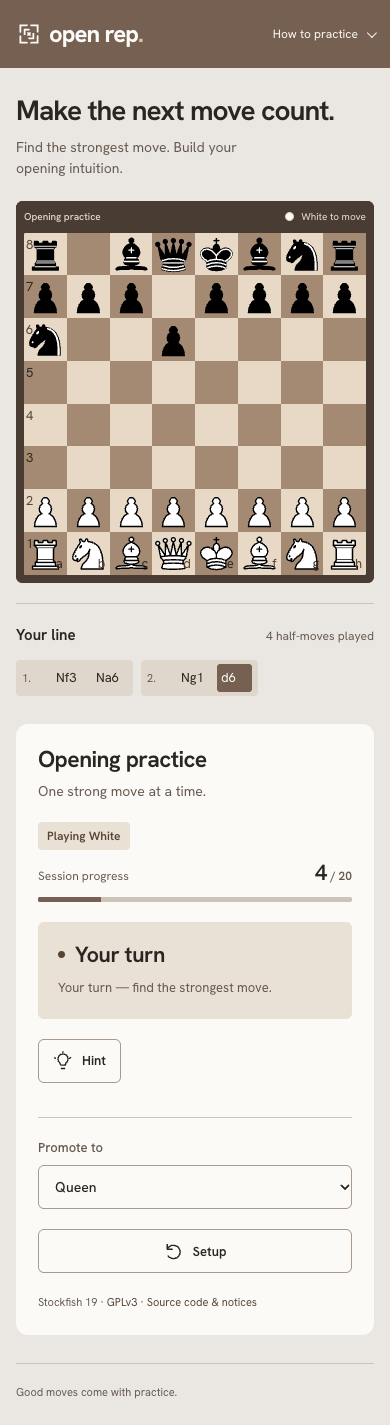 open rep.
How to practice
Make the next move count.
Find the strongest move. Build your
opening intuition.
Opening practice
White to move
8
7
6
5
4
3
2
1
a b c d e f g h
Your line
4 half-moves played
1. Nf3 Na6 2. Ng1 d6
Opening practice
One strong move at a time.
Playing White
Session progress
4 / 20
Your turn
Your turn — find the strongest move.
Hint
Promote to
Queen
Setup
Stockfish 19 · GPLv3 · Source code & notices
Good moves come with practice.